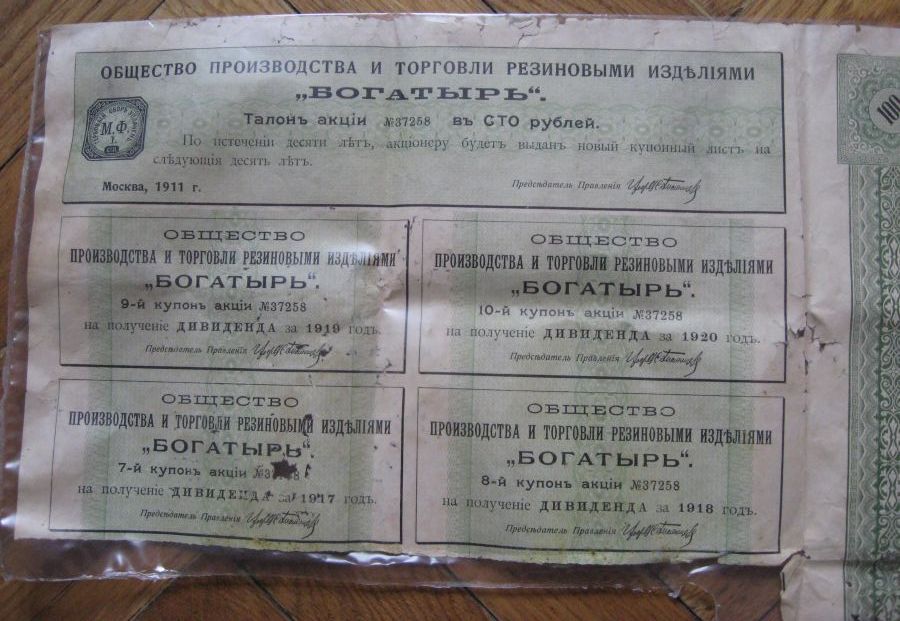 ОБЩЕСТВО ПРОИЗВОДСТВА И ТОРГОВЛИ РЕЗИНОВЫМИ ИЗДѢЛІЯМИ
„БОГАТЫРЬ“.
Талонъ акціи №37258 въ СТО рублей.
По истеченіи десяти лѣтъ, акціонеру будетъ выданъ новый купонный листъ на
слѣдующія десять лѣтъ.
Москва, 1911 г.
Предсѣдатель Правленія
М.Ф.
100
ОБЩЕСТВО
ПРОИЗВОДСТВА И ТОРГОВЛИ РЕЗИНОВЫМИ ИЗДѢЛІЯМИ
„БОГАТЫРЬ“.
9-й купонъ акціи №37258
на полученіе ДИВИДЕНДА за 1919 годъ.
Предсѣдатель Правленія
ОБЩЕСТВО
ПРОИЗВОДСТВА И ТОРГОВЛИ РЕЗИНОВЫМИ ИЗДѢЛІЯМИ
„БОГАТЫРЬ“.
10-й купонъ акціи №37258
на полученіе ДИВИДЕНДА за 1920 годъ.
Предсѣдатель Правленія
ОБЩЕСТВО
ПРОИЗВОДСТВА И ТОРГОВЛИ РЕЗИНОВЫМИ ИЗДѢЛІЯМИ
„БОГАТЫРЬ“.
7-й купонъ акціи
на полученіе ДИВИДЕНДА за 1917 годъ.
Предсѣдатель Правленія
ОБЩЕСТВО
ПРОИЗВОДСТВА И ТОРГОВЛИ РЕЗИНОВЫМИ ИЗДѢЛІЯМИ
„БОГАТЫРЬ“.
8-й купонъ акціи №37258
на полученіе ДИВИДЕНДА за 1918 годъ.
Предсѣдатель Правленія